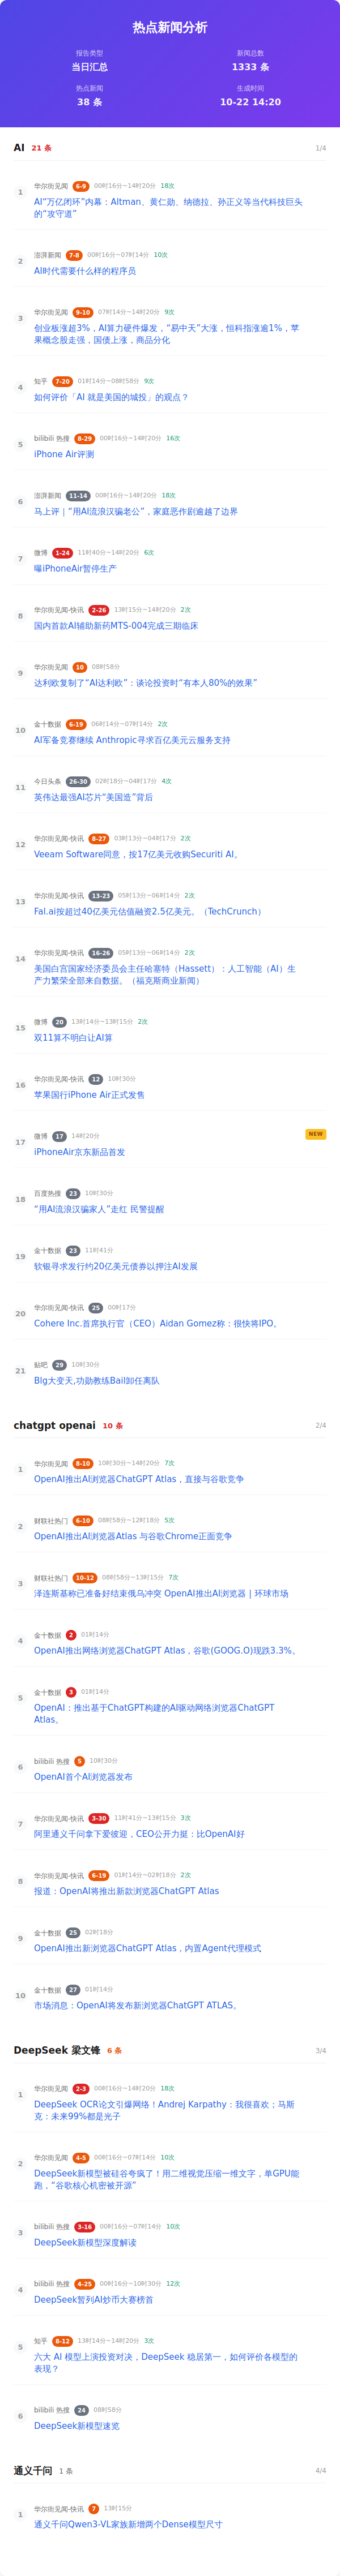 热点新闻分析
报告类型
新闻总数
当日汇总
1333 条
热点新闻
生成时间
38 条
10-22 14:20
AI 21 条 1/4
1 华尔街见闻 6-9 00时16分~14时20分 18次
AI“万亿闭环”内幕：Altman、黄仁勋、纳德拉、孙正义等当代科技巨头
的“攻守道”
2 澎湃新闻 7-8 00时16分~07时14分 10次
AI时代需要什么样的程序员
3 华尔街见闻 9-10 07时14分~14时20分 9次
创业板涨超3%，AI算力硬件爆发，“易中天”大涨，恒科指涨逾1%，苹
果概念股走强，国债上涨，商品分化
4 知乎 7-20 01时14分~08时58分 9次
如何评价「AI 就是美国的城投」的观点？
5 bilibili 热搜 8-29 00时16分~14时20分 16次
iPhone Air评测
6 澎湃新闻 11-14 00时16分~14时20分 18次
马上评｜“用AI流浪汉骗老公”，家庭恶作剧逾越了边界
7 微博 1-24 11时40分~14时20分 6次
曝iPhoneAir暂停生产
8 华尔街见闻-快讯 2-26 13时15分~14时20分 2次
国内首款AI辅助新药MTS-004完成三期临床
9 华尔街见闻 10 08时58分
达利欧复制了“AI达利欧”：谈论投资时“有本人80%的效果”
10 金十数据 6-19 06时14分~07时14分 2次
AI军备竞赛继续 Anthropic寻求百亿美元云服务支持
11 今日头条 26-30 02时18分~04时17分 4次
英伟达最强AI芯片“美国造”背后
12 华尔街见闻-快讯 8-27 03时13分~04时17分 2次
Veeam Software同意，按17亿美元收购Securiti AI。
13 华尔街见闻-快讯 13-23 05时13分~06时14分 2次
Fal.ai按超过40亿美元估值融资2.5亿美元。（TechCrunch）
14 华尔街见闻-快讯 16-26 05时13分~06时14分 2次
美国白宫国家经济委员会主任哈塞特（Hassett）：人工智能（AI）生
产力繁荣全部来自数据。（福克斯商业新闻）
15 微博 20 13时14分~13时15分 2次
双11算不明白让AI算
16 华尔街见闻-快讯 12 10时30分
苹果国行iPhone Air正式发售
17 微博 17 14时20分 NEW
iPhoneAir京东新品首发
18 百度热搜 23 10时30分
“用AI流浪汉骗家人”走红 民警提醒
19 金十数据 23 11时41分
软银寻求发行约20亿美元债券以押注AI发展
20 华尔街见闻-快讯 25 00时17分
Cohere Inc.首席执行官（CEO）Aidan Gomez称：很快将IPO。
21 贴吧 29 10时30分
Blg大变天,功勋教练Bail卸任离队
chatgpt openai 10 条 2/4
1 华尔街见闻 8-10 10时30分~14时20分 7次
OpenAI推出AI浏览器ChatGPT Atlas，直接与谷歌竞争
2 财联社热门 6-10 08时58分~12时18分 5次
OpenAI推出AI浏览器Atlas 与谷歌Chrome正面竞争
3 财联社热门 10-12 08时58分~13时15分 7次
泽连斯基称已准备好结束俄乌冲突 OpenAI推出AI浏览器 | 环球市场
4 金十数据 2 01时14分
OpenAI推出网络浏览器ChatGPT Atlas，谷歌(GOOG.O)现跌3.3%。
5 金十数据 3 01时14分
OpenAI：推出基于ChatGPT构建的AI驱动网络浏览器ChatGPT
Atlas。
6 bilibili 热搜 5 10时30分
OpenAI首个AI浏览器发布
7 华尔街见闻-快讯 3-30 11时41分~13时15分 3次
阿里通义千问拿下爱彼迎，CEO公开力挺：比OpenAI好
8 华尔街见闻-快讯 6-19 01时14分~02时18分 2次
报道：OpenAI将推出新款浏览器ChatGPT Atlas
9 金十数据 25 02时18分
OpenAI推出新浏览器ChatGPT Atlas，内置Agent代理模式
10 金十数据 27 01时14分
市场消息：OpenAI将发布新浏览器ChatGPT ATLAS。
DeepSeek 梁文锋 6 条 3/4
1 华尔街见闻 2-3 00时16分~14时20分 18次
DeepSeek OCR论文引爆网络！Andrej Karpathy：我很喜欢；马斯
克：未来99%都是光子
2 华尔街见闻 4-5 00时16分~07时14分 10次
DeepSeek新模型被硅谷夸疯了！用二维视觉压缩一维文字，单GPU能
跑，“谷歌核心机密被开源”
3 bilibili 热搜 3-16 00时16分~07时14分 10次
DeepSeek新模型深度解读
4 bilibili 热搜 4-25 00时16分~10时30分 12次
DeepSeek暂列AI炒币大赛榜首
5 知乎 8-12 13时14分~14时20分 3次
六大 AI 模型上演投资对决，DeepSeek 稳居第一，如何评价各模型的
表现？
6 bilibili 热搜 24 08时58分
DeepSeek新模型速览
通义千问 1 条 4/4
1 华尔街见闻-快讯 7 13时15分
通义千问Qwen3-VL家族新增两个Dense模型尺寸